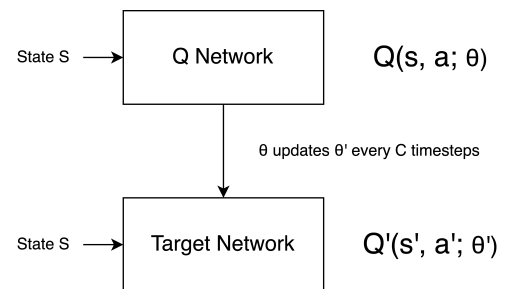 State S
Q Network
Q(s, a; θ)
θ updates θ' every C timesteps
State S
Target Network
Q'(s', a'; θ')